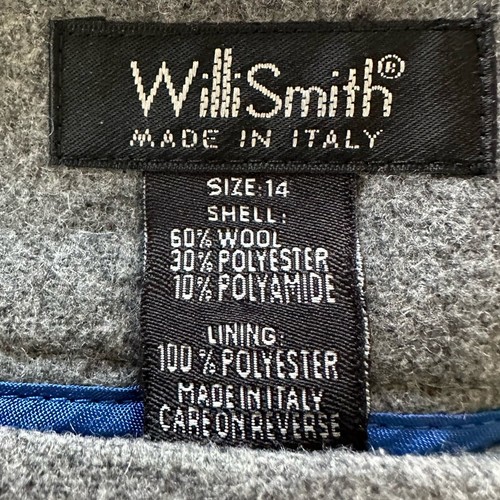 WilliSmith®
MADE IN ITALY
SIZE: 14
SHELL:
60% WOOL
30% POLYESTER
10% POLYAMIDE
LINING:
100% POLYESTER
MADE IN ITALY
CARE ON REVERSE